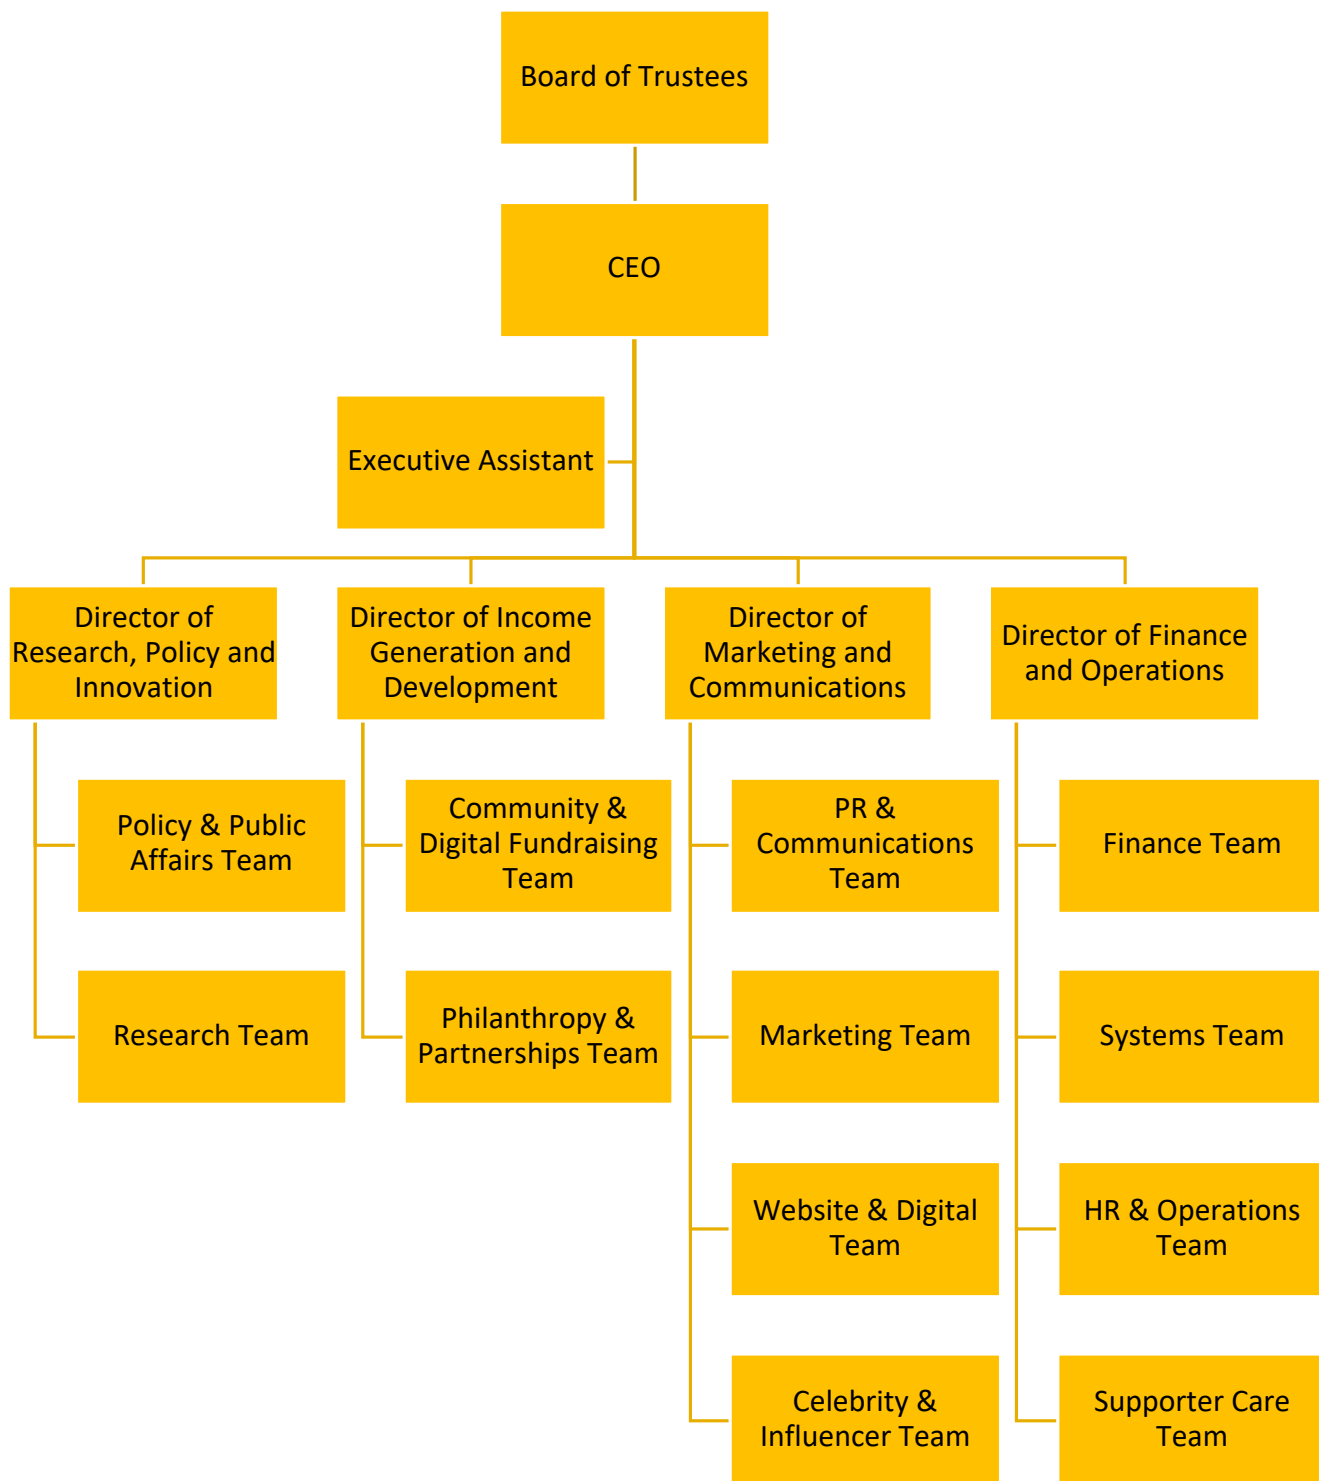 Board of Trustees
CEO
Executive Assistant
Director of
Research, Policy and
Innovation
Director of Income
Generation and
Development
Director of
Marketing and
Communications
Director of Finance
and Operations
Policy & Public
Affairs Team
Research Team
Community &
Digital Fundraising
Team
Philanthropy &
Partnerships Team
PR &
Communications
Team
Marketing Team
Website & Digital
Team
Celebrity &
Influencer Team
Finance Team
Systems Team
HR & Operations
Team
Supporter Care
Team